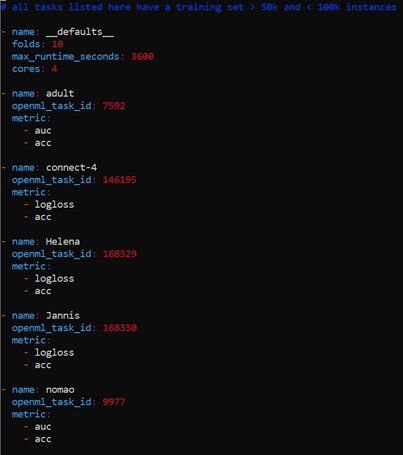 # all tasks listed here have a training set > 50k and < 100k instances
- name: __defaults__
folds: 10
max_runtime_seconds: 3600
cores: 4
- name: adult
openml_task_id: 7592
metric:
- auc
- acc
- name: connect-4
openml_task_id: 146195
metric:
- logloss
- acc
- name: Helena
openml_task_id: 168329
metric:
- logloss
- acc
- name: Jannis
openml_task_id: 168330
metric:
- logloss
- acc
- name: nomao
openml_task_id: 9977
metric:
- auc
- acc